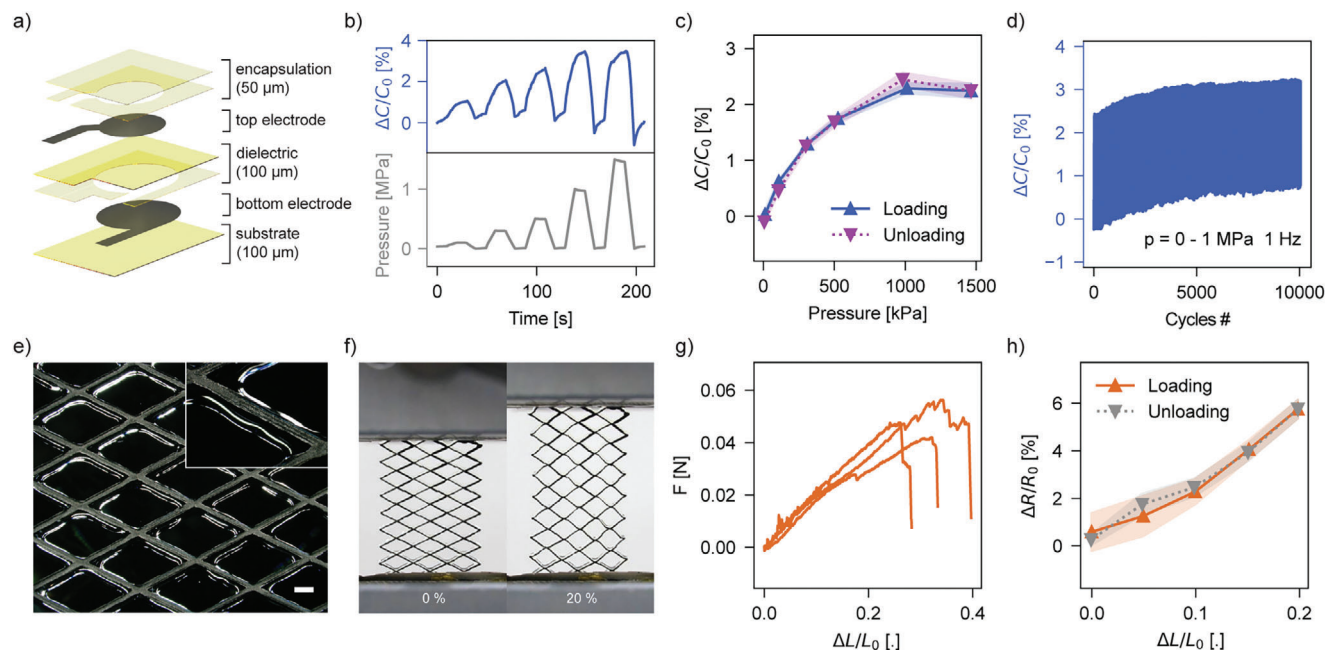 a)
encapsulation
(50 µm)
top electrode
dielectric
(100 µm)
bottom electrode
substrate
(100 µm)
b)
ΔC/C₀ [%]
4
2
0
Pressure [MPa]
1
0
0
100
200
Time [s]
c)
ΔC/C₀ [%]
3
2
1
0
Loading
Unloading
0
500
1000
1500
Pressure [kPa]
d)
ΔC/C₀ [%]
4
3
2
1
0
−1
p = 0 - 1 MPa 1 Hz
0
5000
10000
Cycles #
e)
f)
0 %
20 %
g)
F [N]
0.06
0.04
0.02
0.00
0.0
0.2
0.4
ΔL/L₀ [.]
h)
Loading
Unloading
ΔR/R₀ [%]
6
4
2
0
0.0
0.1
0.2
ΔL/L₀ [.]